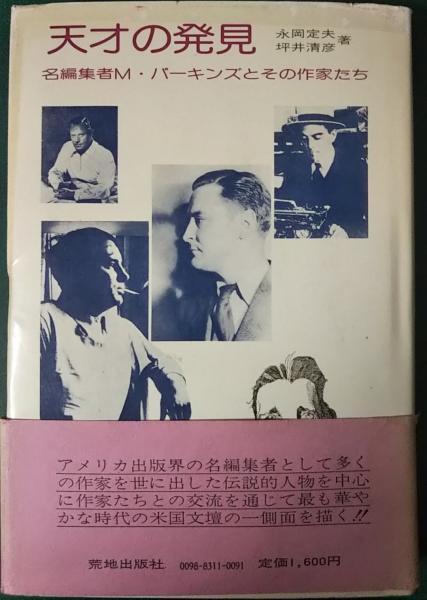 天才の発見
永岡定夫
坪井清彦
著
名編集者M・パーキンズとその作家たち
アメリカ出版界の名編集者として多く
の作家を世に出した伝説的人物を中心
に作家たちとの交流を通じて最も華や
かな時代の米国文壇の一側面を描く!!
荒地出版社 0098-8311-0091 定価1,600円